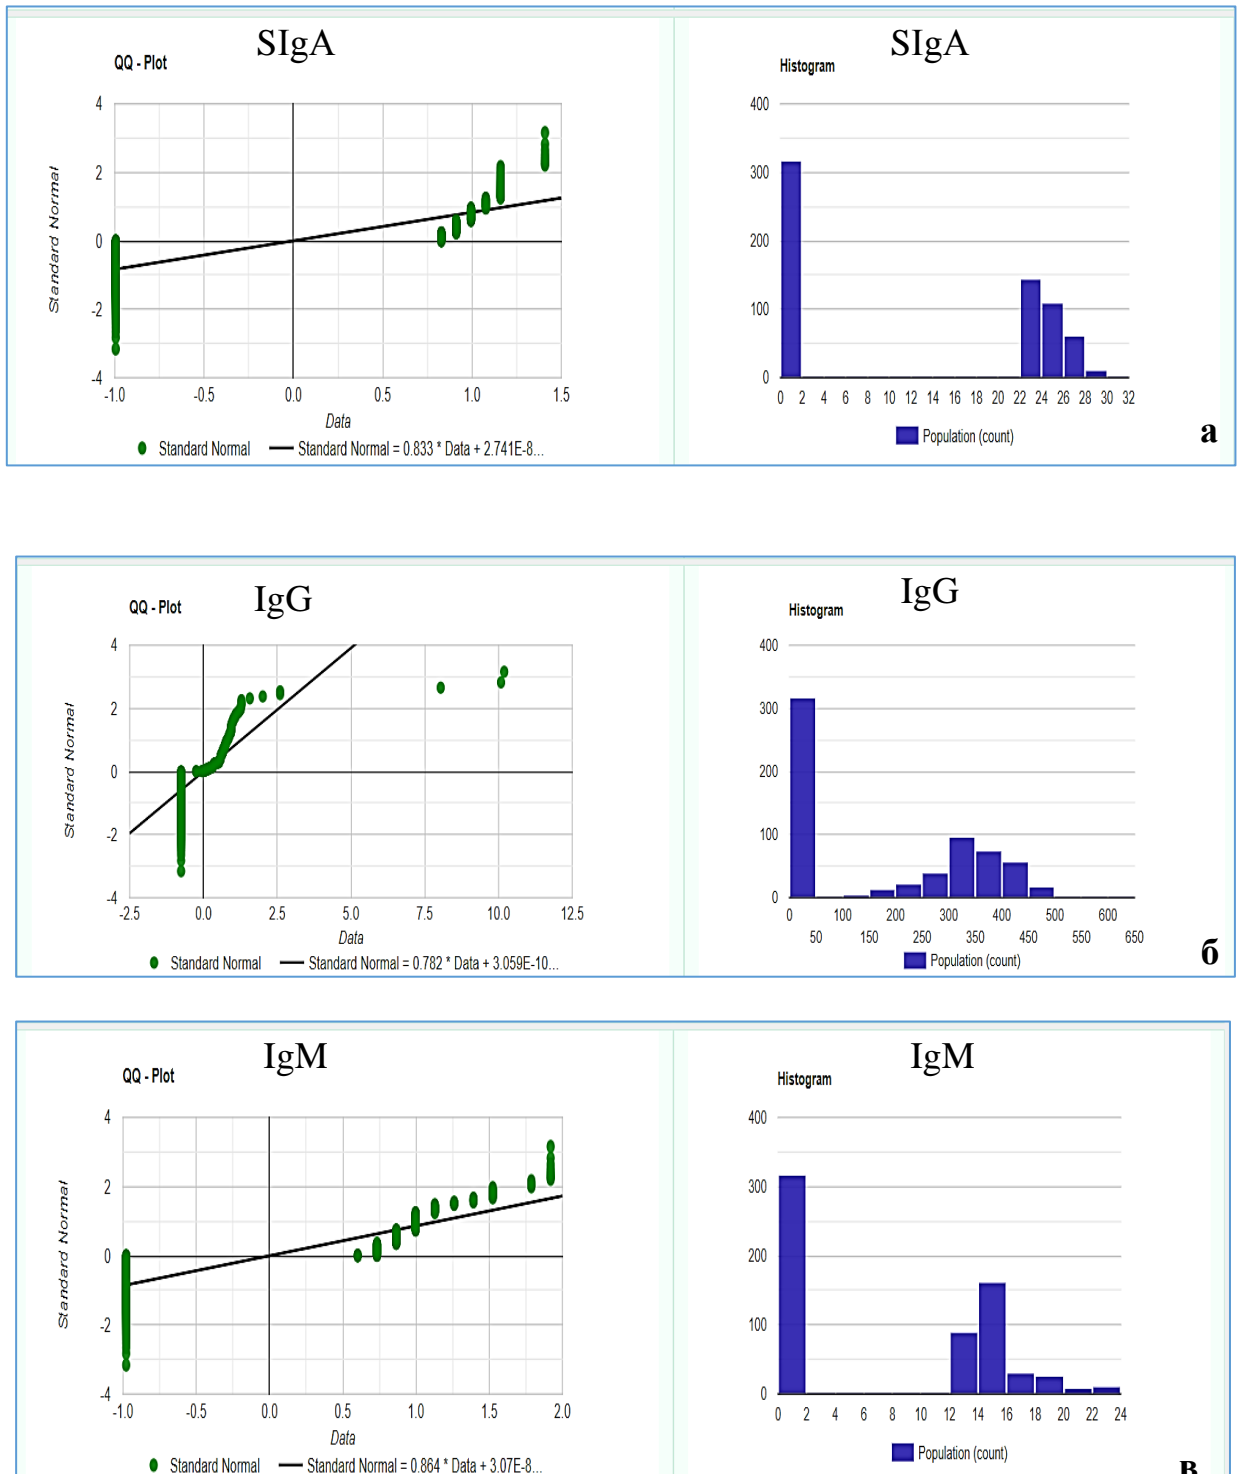 SIgA
QQ - Plot
4
2
0
-2
-4
Standard Normal
-1.0 -0.5 0.0 0.5 1.0 1.5
Data
Standard Normal Standard Normal = 0.833 * Data + 2.741E-8...
SIgA
Histogram
400
300
200
100
0
0 2 4 6 8 10 12 14 16 18 20 22 24 26 28 30 32
Population (count)
а
IgG
QQ - Plot
4
2
0
-2
-4
Standard Normal
-2.5 0.0 2.5 5.0 7.5 10.0 12.5
Data
Standard Normal Standard Normal = 0.782 * Data + 3.059E-10...
IgG
Histogram
400
300
200
100
0
0 100 200 300 400 500 600
50 150 250 350 450 550 650
Population (count)
б
IgM
QQ - Plot
4
2
0
-2
-4
Standard Normal
-1.0 -0.5 0.0 0.5 1.0 1.5 2.0
Data
Standard Normal Standard Normal = 0.864 * Data + 3.07E-8...
IgM
Histogram
400
300
200
100
0
0 2 4 6 8 10 12 14 16 18 20 22 24
Population (count)
в